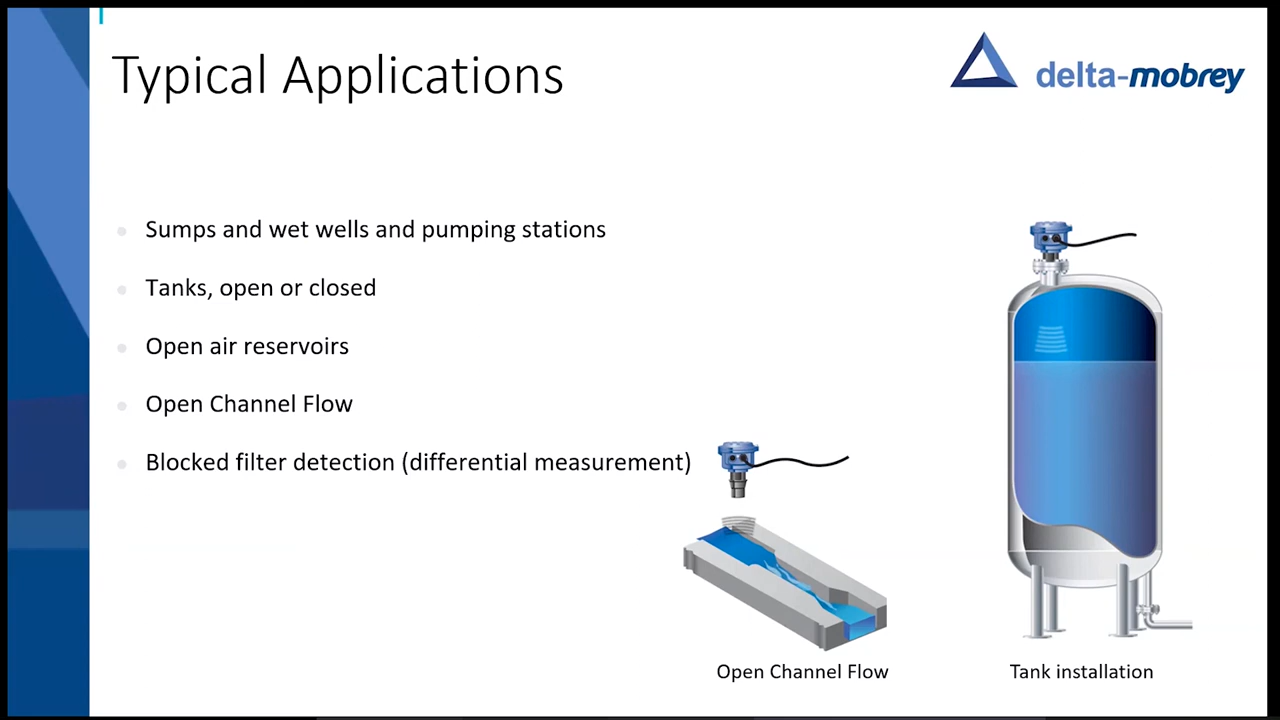 Typical Applications
delta-mobrey
Sumps and wet wells and pumping stations
Tanks, open or closed
Open air reservoirs
Open Channel Flow
Blocked filter detection (differential measurement)
Open Channel Flow
Tank installation